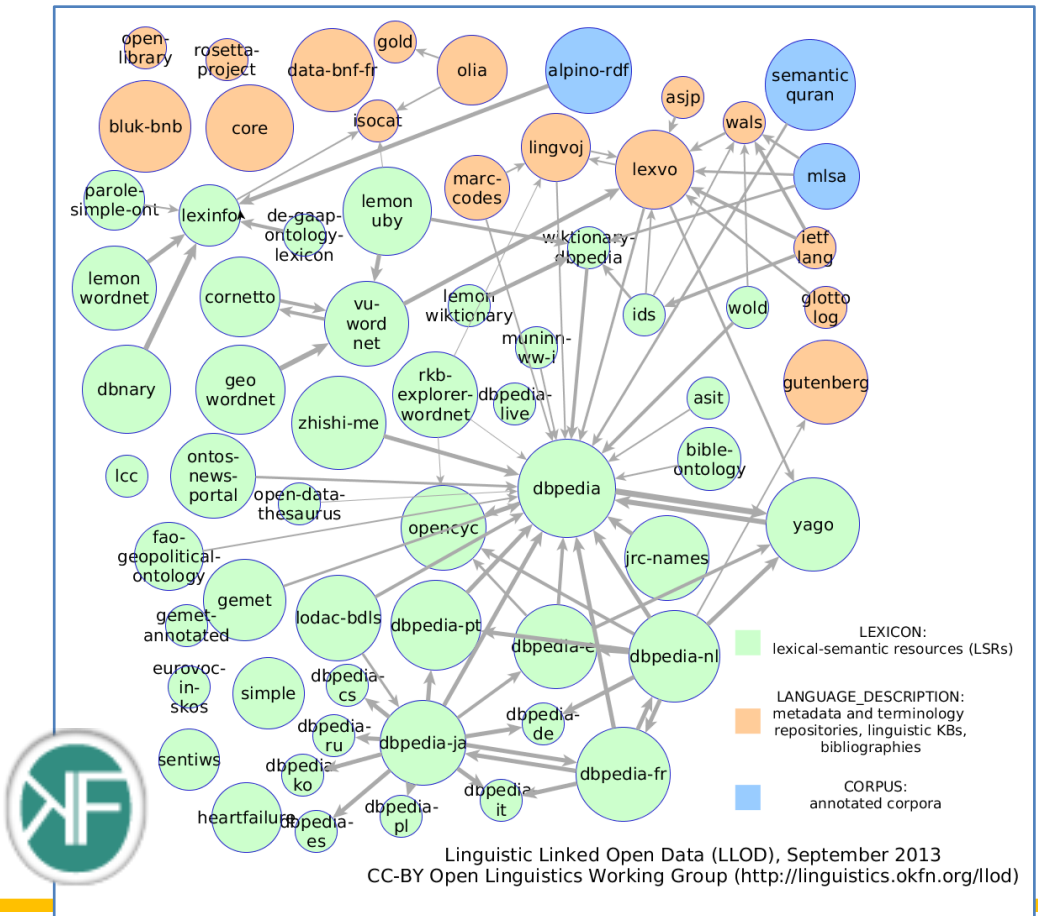 open-
library
rosetta-
project
data-bnf-fr
gold
olia
alpino-rdf
semantic
quran
bluk-bnb
core
isocat
asjp
wals
lingvoj
lexvo
mlsa
marc-
codes
parole-
simple-ont
lexinfo
de-gaap-
ontology-
lexicon
lemon
uby
wiktionary-
dbpedia
ietf
lang
lemon
wordnet
cornetto
vu-
word
net
lemon
wiktionary
ids
wold
glotto
log
muninn-
ww-i
dbnary
geo
wordnet
zhishi-me
rkb-
explorer-
wordnet
dbpedia-
live
asit
gutenberg
lcc
ontos-
news-
portal
open-data-
thesaurus
dbpedia
bible-
ontology
opencyc
yago
fao-
geopolitical-
ontology
jrc-names
gemet
gemet-
annotated
lodac-bdls
dbpedia-pt
dbpedia-e
dbpedia-nl
eurovoc-
in-
skos
simple
dbpedia-
cs
dbpedia-
ru
dbpedia-ja
dbpedia-
de
sentiws
dbpedia-
ko
dbpedia-fr
heartfailure
dbpedia-
es
dbpedia-
pl
dbpedia-
it
LEXICON:
lexical-semantic resources (LSRs)
LANGUAGE_DESCRIPTION:
metadata and terminology
repositories, linguistic KBs,
bibliographies
CORPUS:
annotated corpora
KF
Linguistic Linked Open Data (LLOD), September 2013
CC-BY Open Linguistics Working Group (http://linguistics.okfn.org/llod)